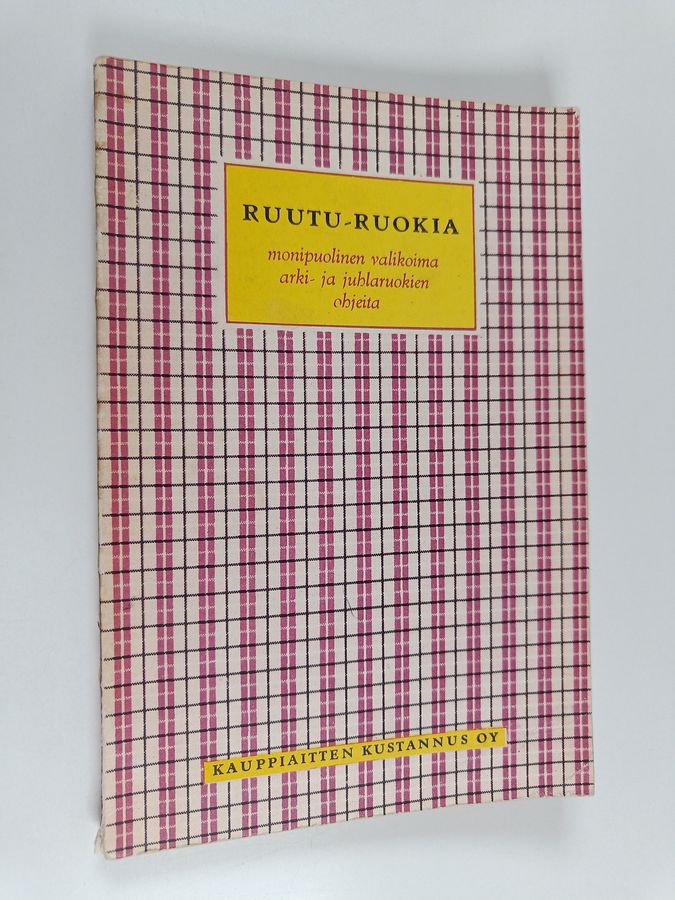 RUUTU-RUOKIA
monipuolinen valikoima
arki- ja juhlaruokien
ohjeita
KAUPPIAITTEN KUSTANNUS OY